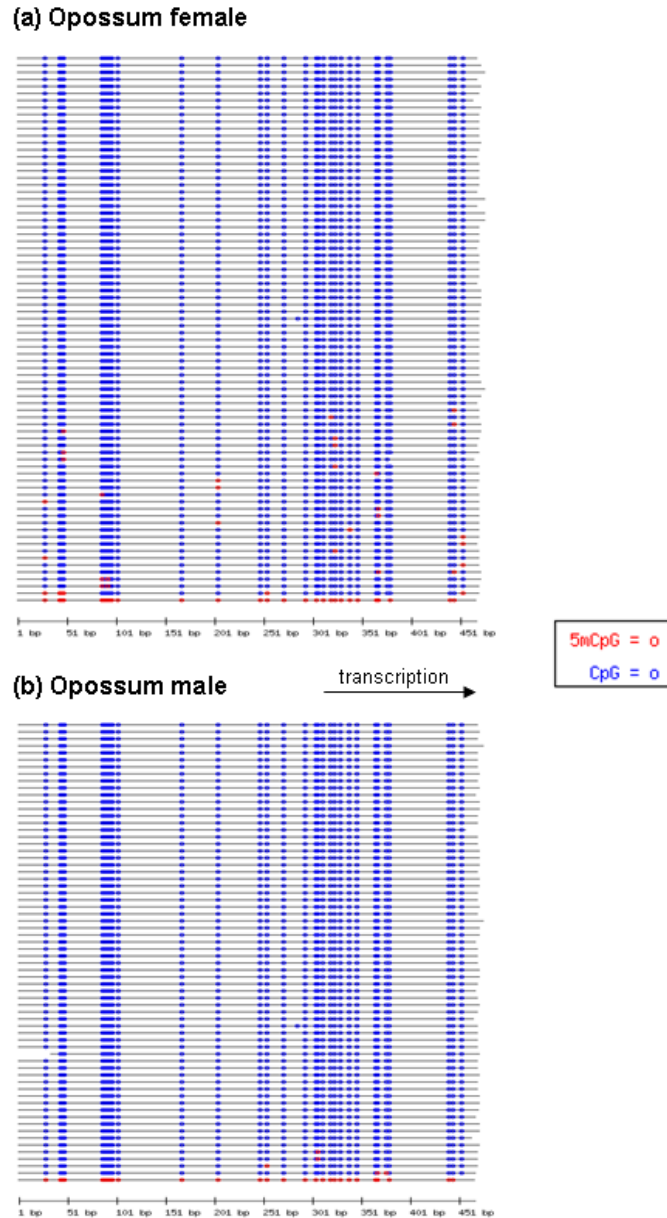 (a) Opossum female
1 bp 51 bp 101 bp 151 bp 201 bp 251 bp 301 bp 351 bp 401 bp 451 bp
5mCpG = o
CpG = o
(b) Opossum male
transcription
1 bp 51 bp 101 bp 151 bp 201 bp 251 bp 301 bp 351 bp 401 bp 451 bp